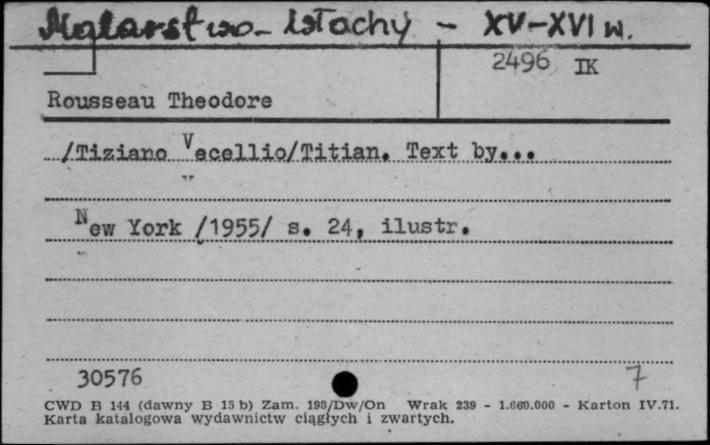 Malarstwo - Włochy - XV-XVI w.
2496 IK
Rousseau Theodore
/Tiziano Vecellio/Titian. Text by...
New York /1955/ s. 24, ilustr.
30576 7
CWD B 144 (dawny B 15 b) Zam. 198/Dw/On Wrak 239 - 1.660.000 - Karton IV.71.
Karta katalogowa wydawnictw ciągłych i zwartych.